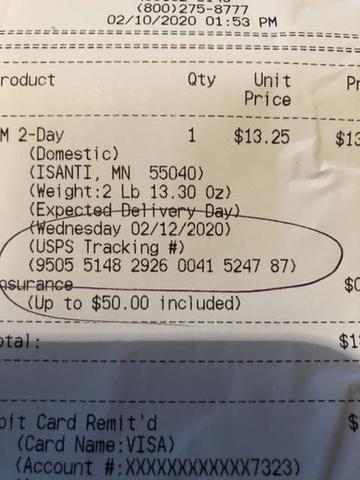 (800)275-8777
02/10/2020 01:53 PM
roduct Qty Unit Pr
Price
M 2-Day 1 $13.25 $13
(Domestic)
(ISANTI, MN 55040)
(Weight:2 Lb 13.30 Oz)
(Expected Delivery Day)
(Wednesday 02/12/2020)
(USPS Tracking #)
(9505 5148 2926 0041 5247 87)
nsurance $0
(Up to $50.00 included)
otal: $1
bit Card Remit'd $
(Card Name:VISA)
(Account #:XXXXXXXXXXXX7323)